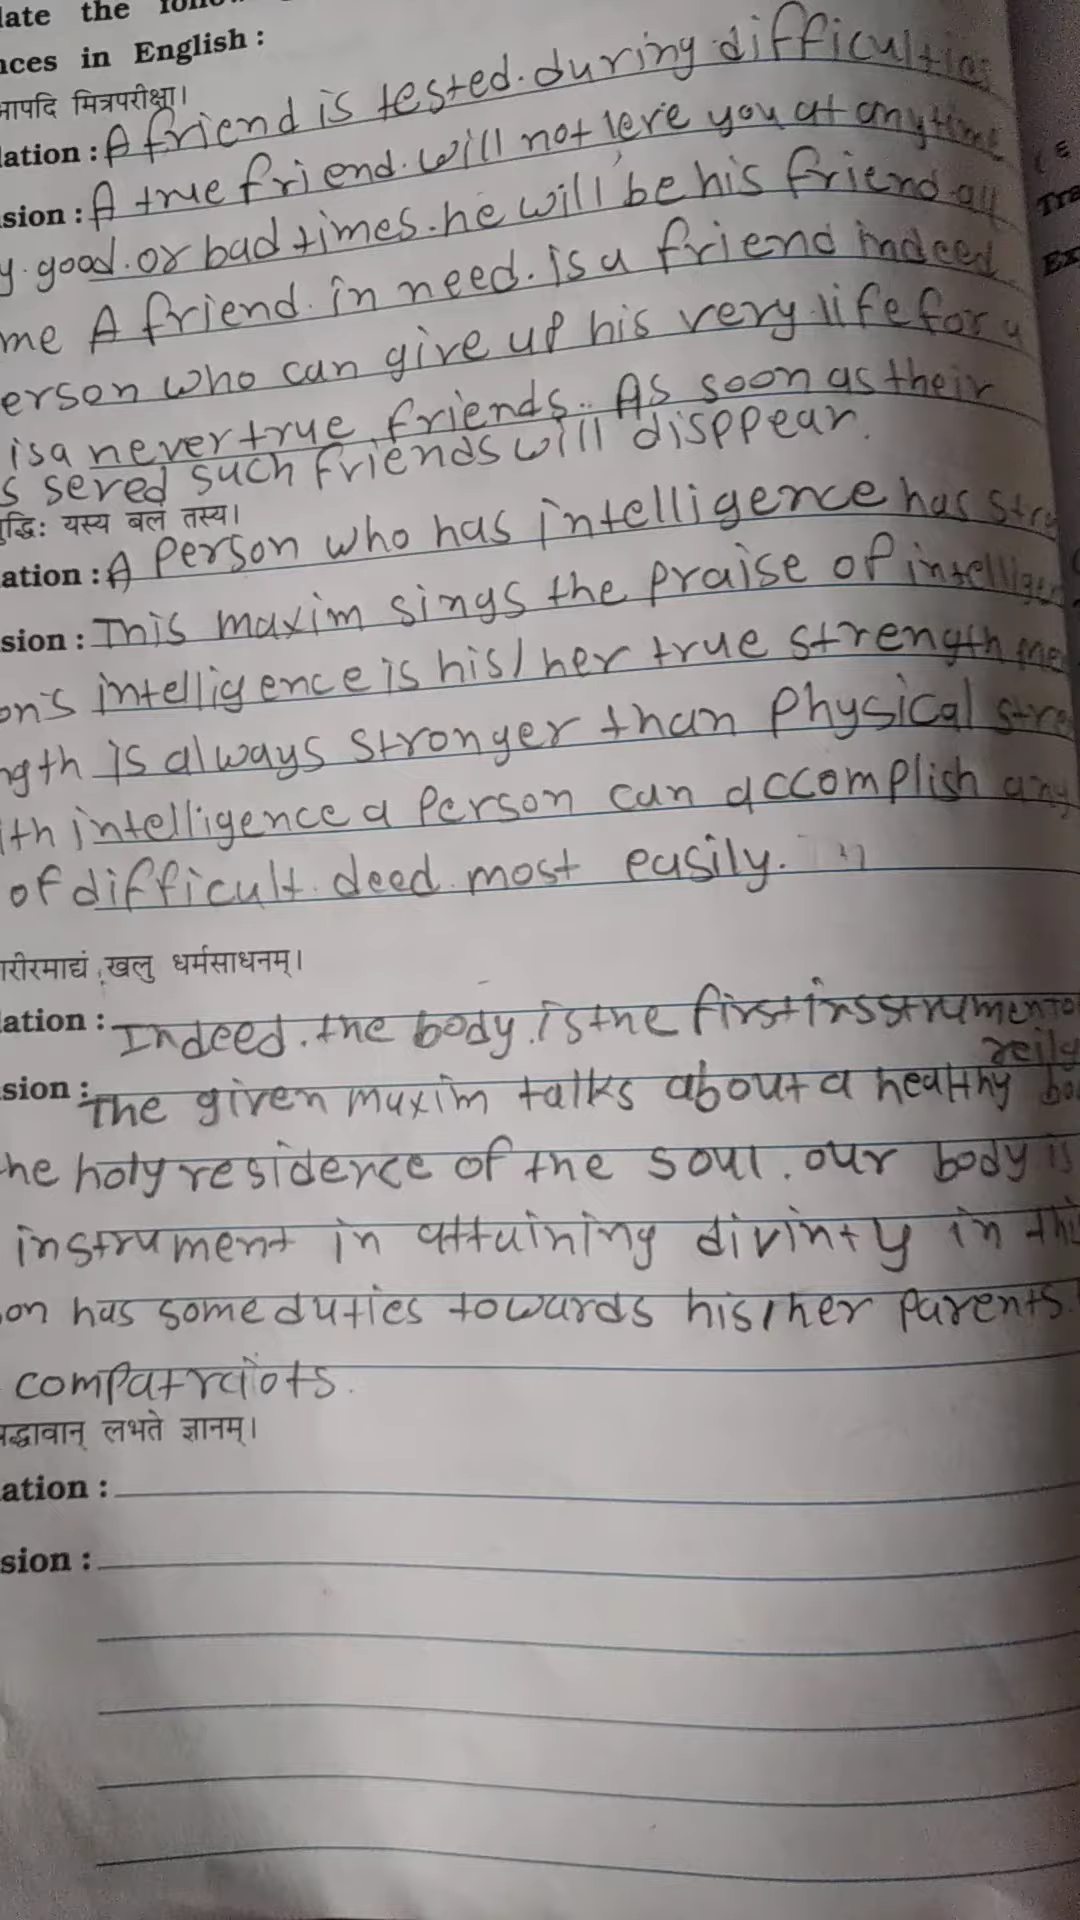 late the
nces in English :
आपदि मित्रपरीक्षा।
lation : A friend is tested. during difficulties
sion : A true friend. will not leve you at anytime
y. good. or bad times. he will be his friend all
me A friend. in need. is a friend indeed
erson who can give up his very life for a
is a never true friends.. As soon as their
s sered such friends will disppear.
द्धि: यस्य बलं तस्य।
ation : A person who has intelligence has
sion : This maxim sings the praise of
on's intelligence is his/her true strength
ngth is always stronger than physical
ith intelligence a person can accomplish any
of difficult. deed. most easily.
रीरमाद्यं खलु धर्मसाधनम्।
lation : Indeed. the body. is the first insstrument
sion : The given maxim talks about a healthy
he holy residence of the soul. our body is
instrument in attaining divinty in
on has some duties towards his/her parents.
compatraiots.
द्धावान् लभते ज्ञानम्।
ation :
sion :